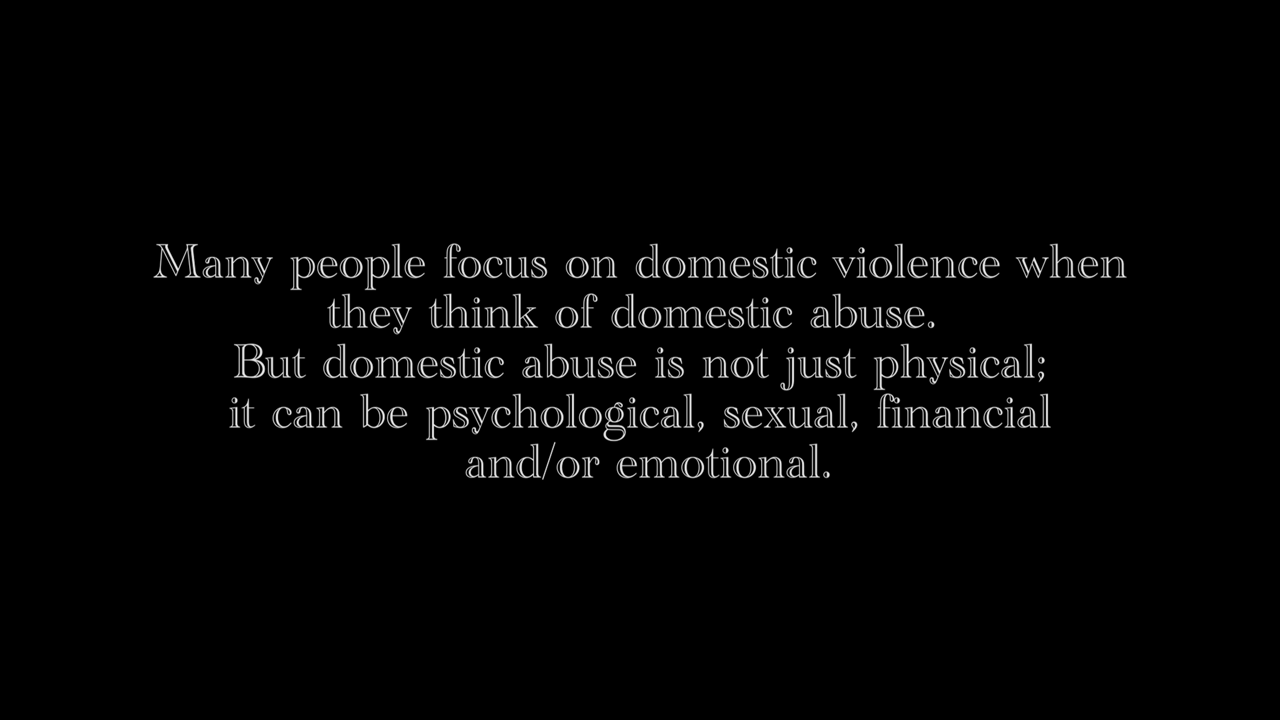 Many people focus on domestic violence when
they think of domestic abuse.
But domestic abuse is not just physical;
it can be psychological, sexual, financial
and/or emotional.